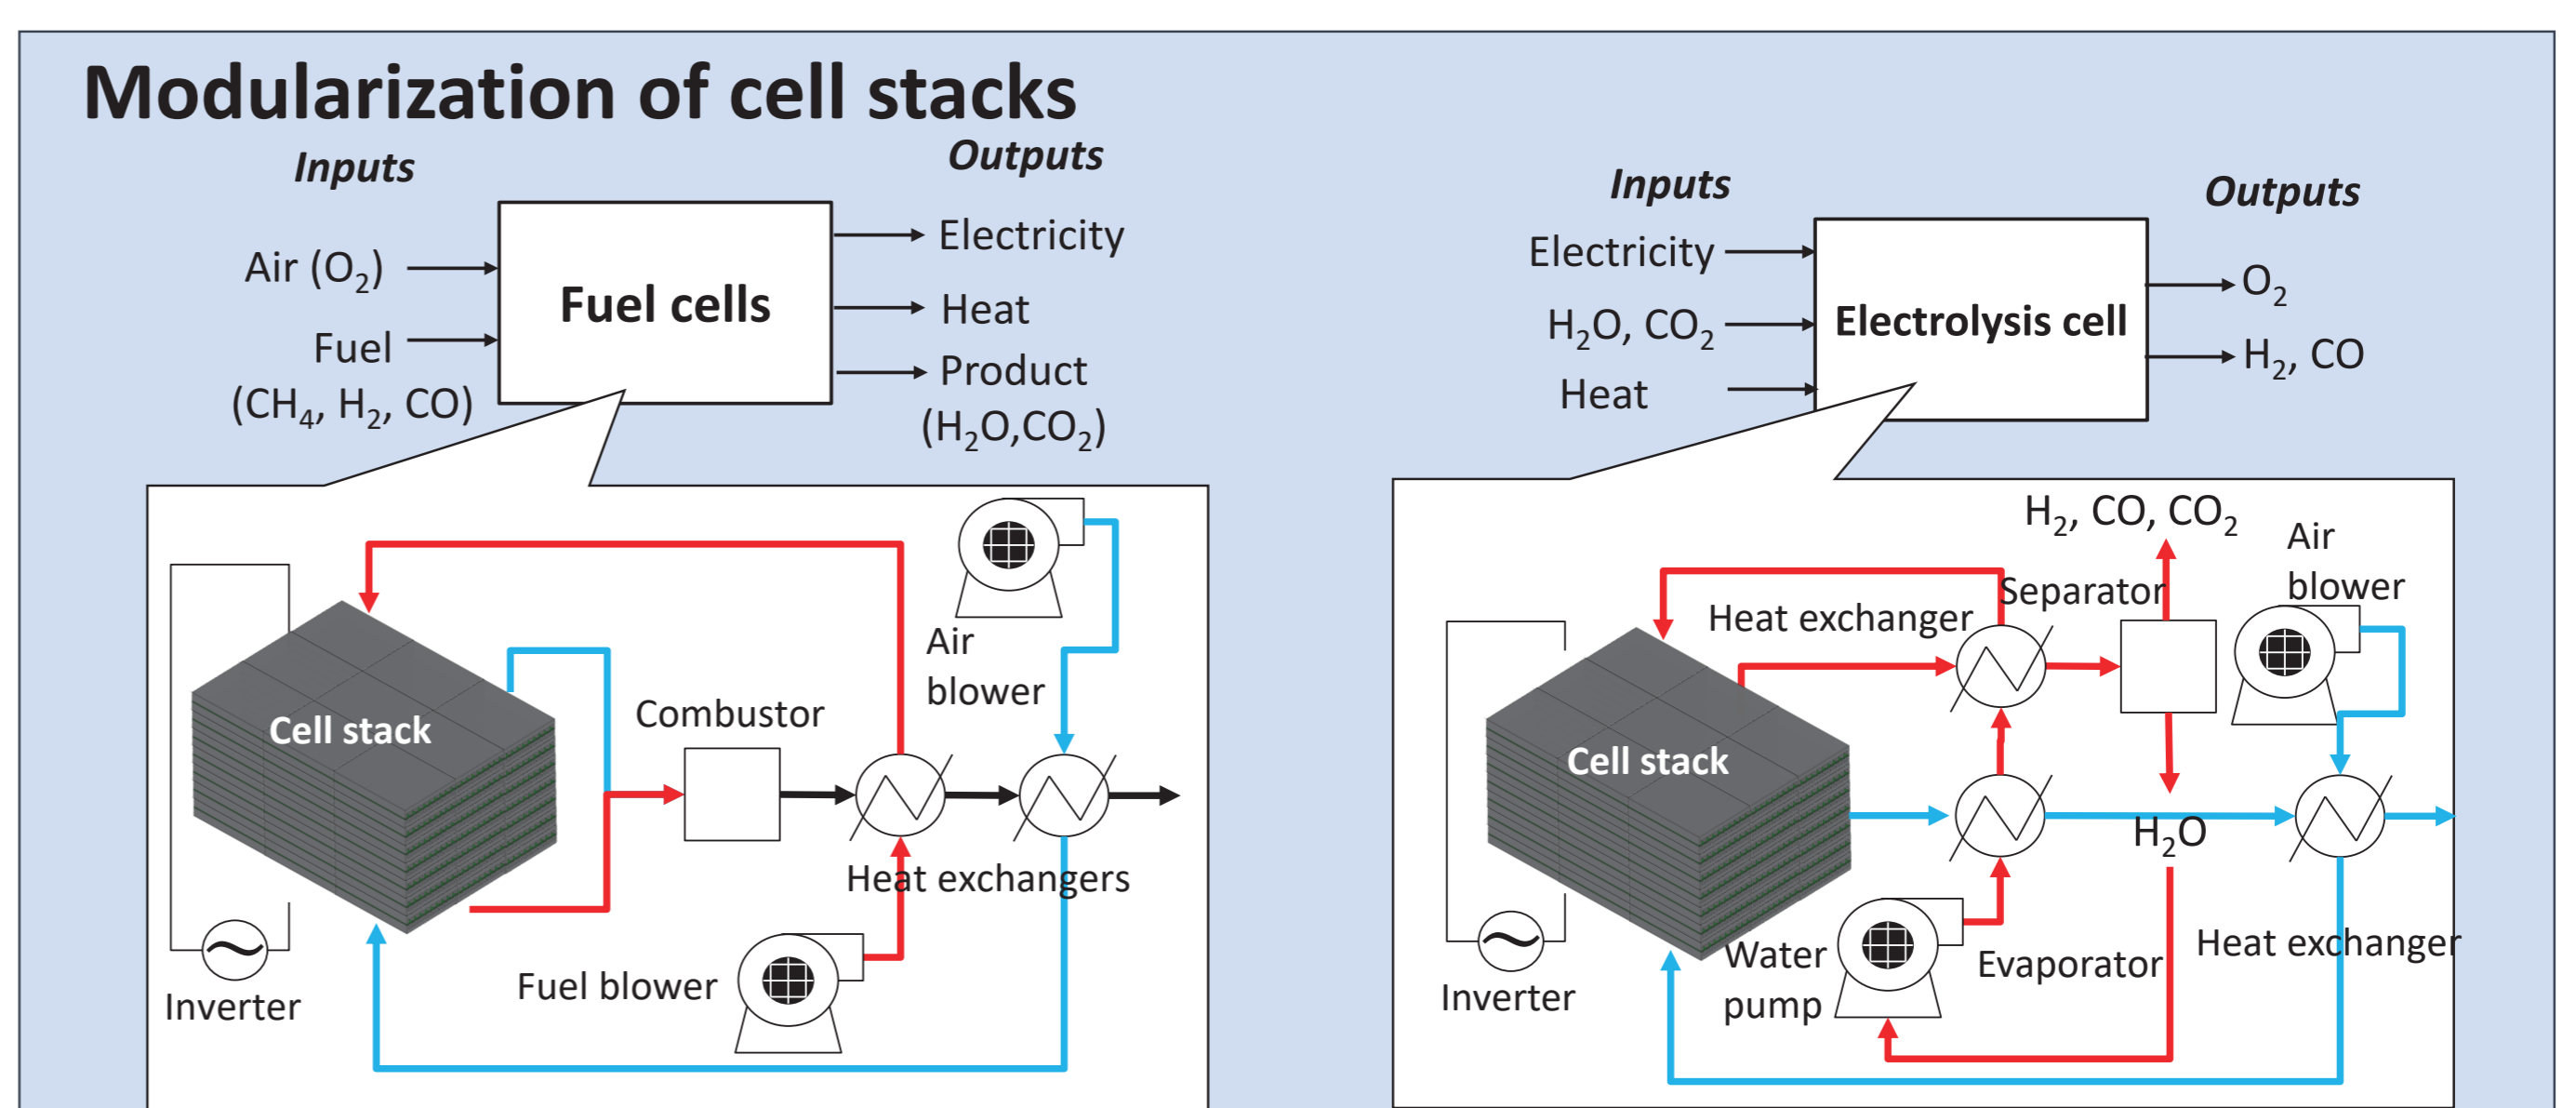 Modularization of cell stacks
Inputs
Outputs
Air (O2)
Fuel
(CH4, H2, CO)
Fuel cells
Electricity
Heat
Product
(H2O,CO2)
Inputs
Outputs
Electricity
H2O, CO2
Heat
Electrolysis cell
O2
H2, CO
Air
blower
Cell stack
Combustor
Heat exchangers
Fuel blower
Inverter
H2, CO, CO2
Air
blower
Separator
Heat exchanger
Cell stack
H2O
Water
pump
Evaporator
Heat exchanger
Inverter